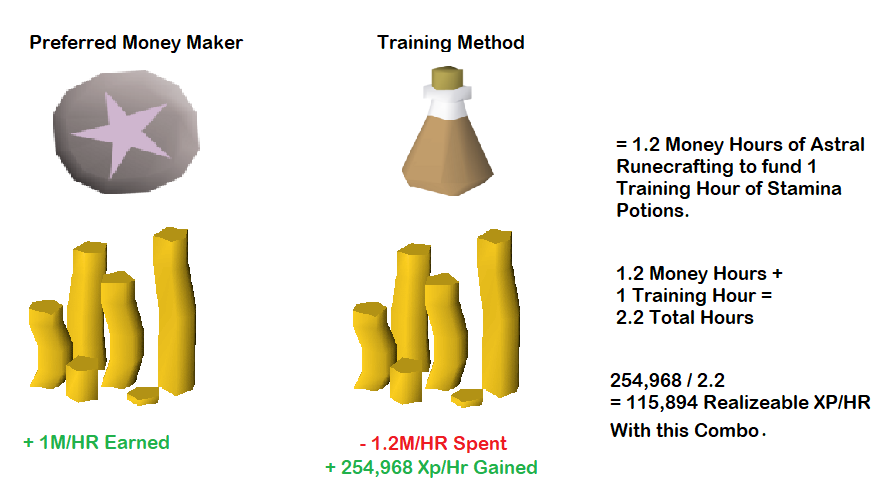 Preferred Money Maker
Training Method
= 1.2 Money Hours of Astral
Runecrafting to fund 1
Training Hour of Stamina
Potions.
1.2 Money Hours +
1 Training Hour =
2.2 Total Hours
254,968 / 2.2
= 115,894 Realizeable XP/HR
With this Combo.
+ 1M/HR Earned
- 1.2M/HR Spent
+ 254,968 Xp/Hr Gained